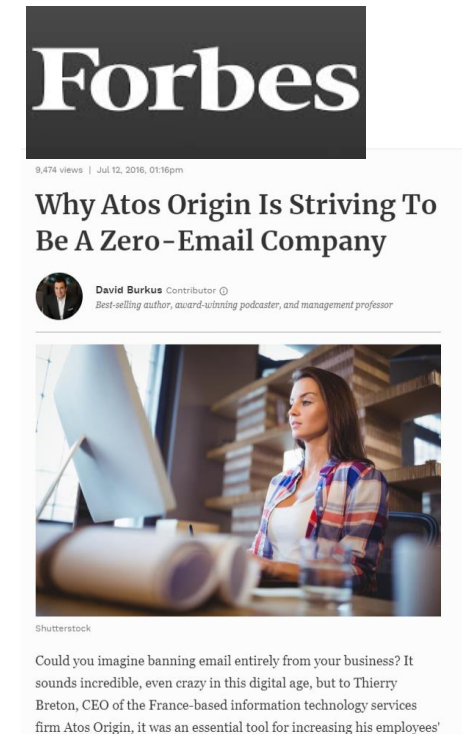 Forbes
9,474 views | Jul 12, 2016, 01:16pm
Why Atos Origin Is Striving To
Be A Zero-Email Company
David Burkus Contributor
Best-selling author, award-winning podcaster, and management professor
Shutterstock
Could you imagine banning email entirely from your business? It
sounds incredible, even crazy in this digital age, but to Thierry
Breton, CEO of the France-based information technology services
firm Atos Origin, it was an essential tool for increasing his employees'